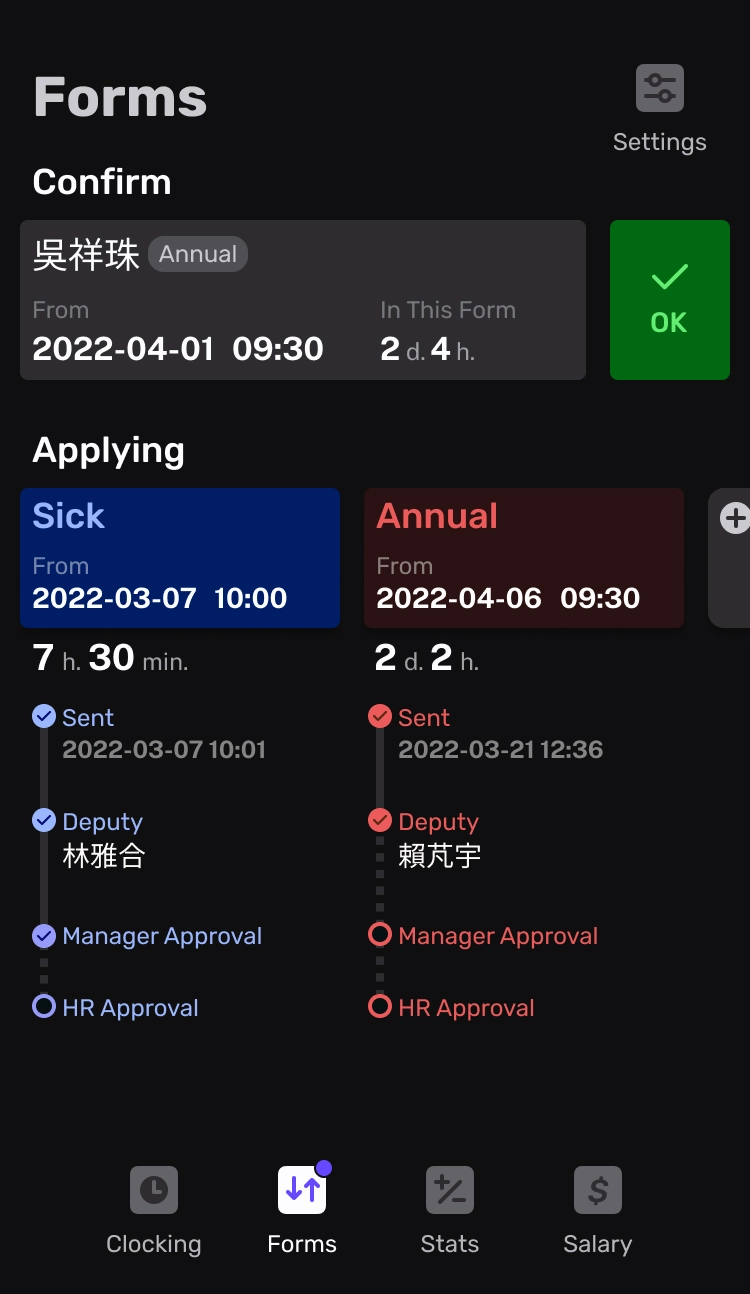 Forms
Settings
Confirm
吳祥珠 Annual
From
2022-04-01 09:30
In This Form
2 d. 4 h.
OK
Applying
Sick
From
2022-03-07 10:00
7 h. 30 min.
Sent
2022-03-07 10:01
Deputy
林雅合
Manager Approval
HR Approval
Annual
From
2022-04-06 09:30
2 d. 2 h.
Sent
2022-03-21 12:36
Deputy
賴芃宇
Manager Approval
HR Approval
Clocking
Forms
Stats
Salary